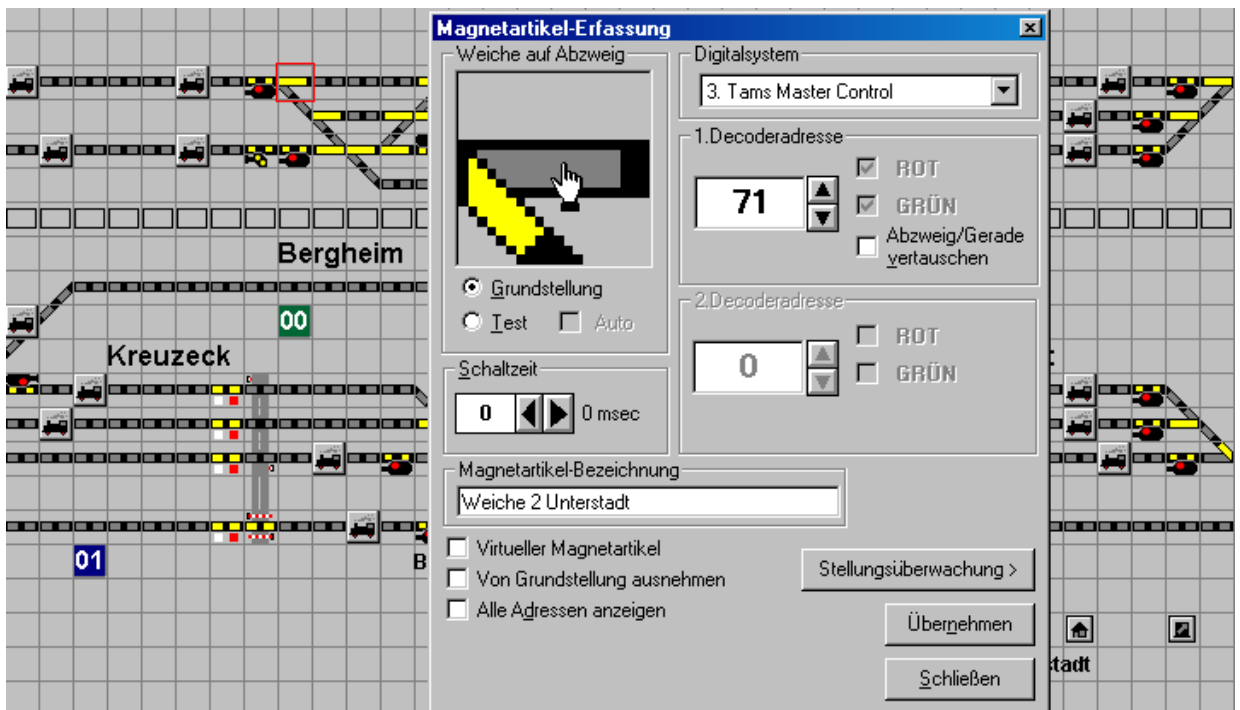 Magnetartikel-Erfassung
Weiche auf Abzweig
Grundstellung
Test Auto
Schaltzeit
0 0 msec
Digitalsystem
3. Tams Master Control
1.Decoderadresse
71
ROT
GRÜN
Abzweig/Gerade
vertauschen
2.Decoderadresse
0
ROT
GRÜN
Magnetartikel-Bezeichnung
Weiche 2 Unterstadt
Virtueller Magnetartikel
Von Grundstellung ausnehmen
Alle Adressen anzeigen
Stellungsüberwachung >
Übernehmen
Schließen
Bergheim
00
Kreuzeck
01
B
tadt